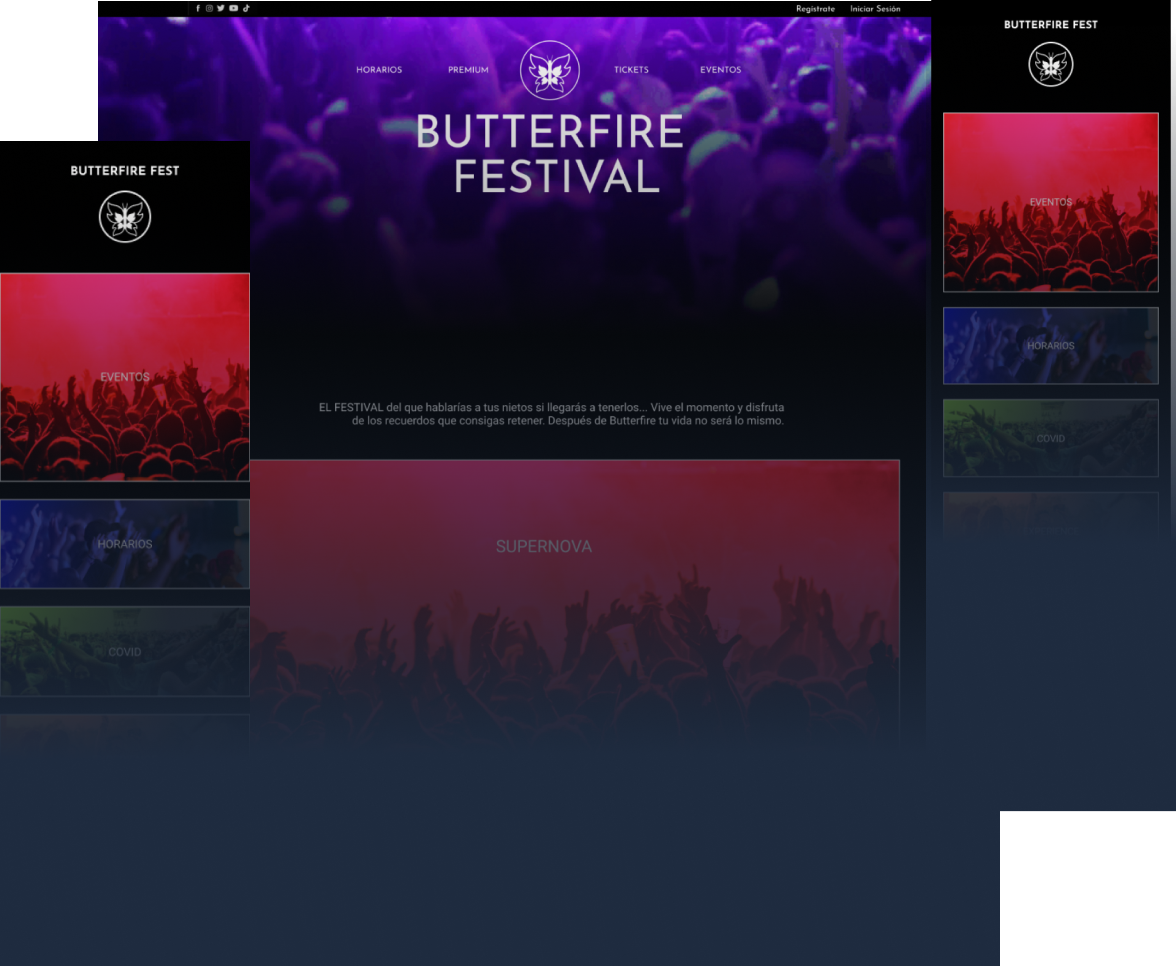 Registrate Iniciar Sesión
HORARIOS PREMIUM TICKETS EVENTOS
BUTTERFIRE
FESTIVAL
EL FESTIVAL del que hablarías a tus nietos si llegarás a tenerlos... Vive el momento y disfruta
de los recuerdos que consigas retener. Después de Butterfire tu vida no será lo mismo.
SUPERNOVA
BUTTERFIRE FEST
EVENTOS
HORARIOS
COVID
BUTTERFIRE FEST
EVENTOS
HORARIOS
COVID